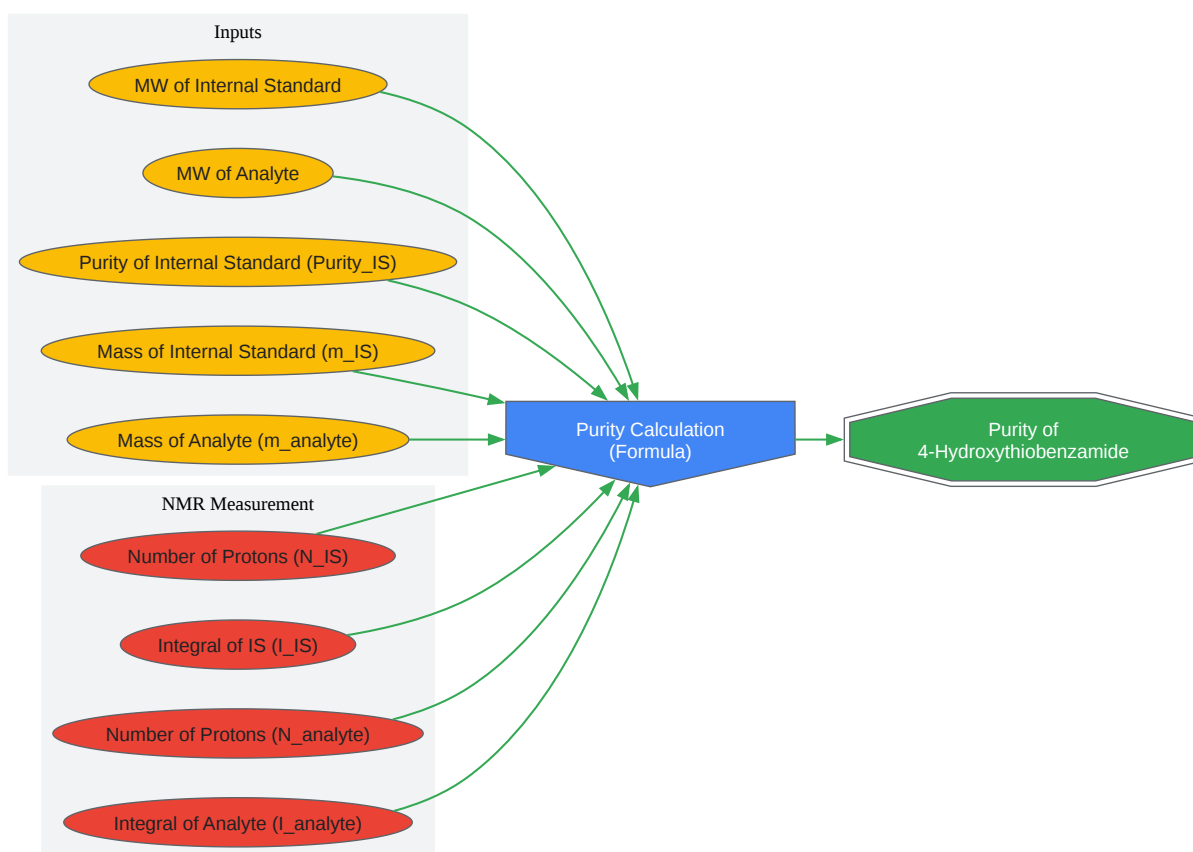 Inputs
MW of Internal Standard
MW of Analyte
Purity of Internal Standard (Purity_IS)
Mass of Internal Standard (m_IS)
Mass of Analyte (m_analyte)
NMR Measurement
Number of Protons (N_IS)
Integral of IS (I_IS)
Number of Protons (N_analyte)
Integral of Analyte (I_analyte)
Purity Calculation
(Formula)
Purity of
4-Hydroxythiobenzamide